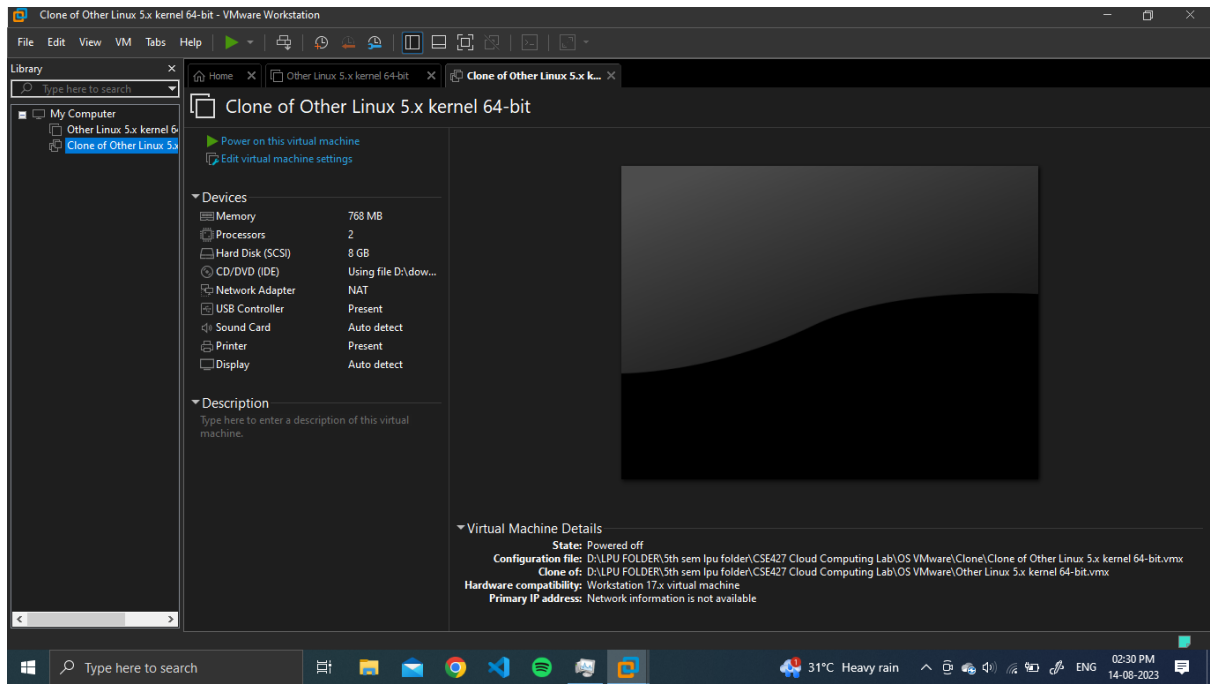 Clone of Other Linux 5.x kernel 64-bit - VMware Workstation
File Edit View VM Tabs Help
Library
Type here to search
My Computer
Other Linux 5.x kernel 6
Clone of Other Linux 5.x
Home
Other Linux 5.x kernel 64-bit
Clone of Other Linux 5.x k...
Clone of Other Linux 5.x kernel 64-bit
Power on this virtual machine
Edit virtual machine settings
Devices
Memory 768 MB
Processors 2
Hard Disk (SCSI) 8 GB
CD/DVD (IDE) Using file D:\dow...
Network Adapter NAT
USB Controller Present
Sound Card Auto detect
Printer Present
Display Auto detect
Description
Type here to enter a description of this virtual
machine.
Virtual Machine Details
State: Powered off
Configuration file: D:\LPU FOLDER\5th sem lpu folder\CSE427 Cloud Computing Lab\OS VMware\Clone\Clone of Other Linux 5.x kernel 64-bit.vmx
Clone of: D:\LPU FOLDER\5th sem lpu folder\CSE427 Cloud Computing Lab\OS VMware\Other Linux 5.x kernel 64-bit.vmx
Hardware compatibility: Workstation 17.x virtual machine
Primary IP address: Network information is not available
Type here to search
31°C Heavy rain
ENG
02:30 PM
14-08-2023